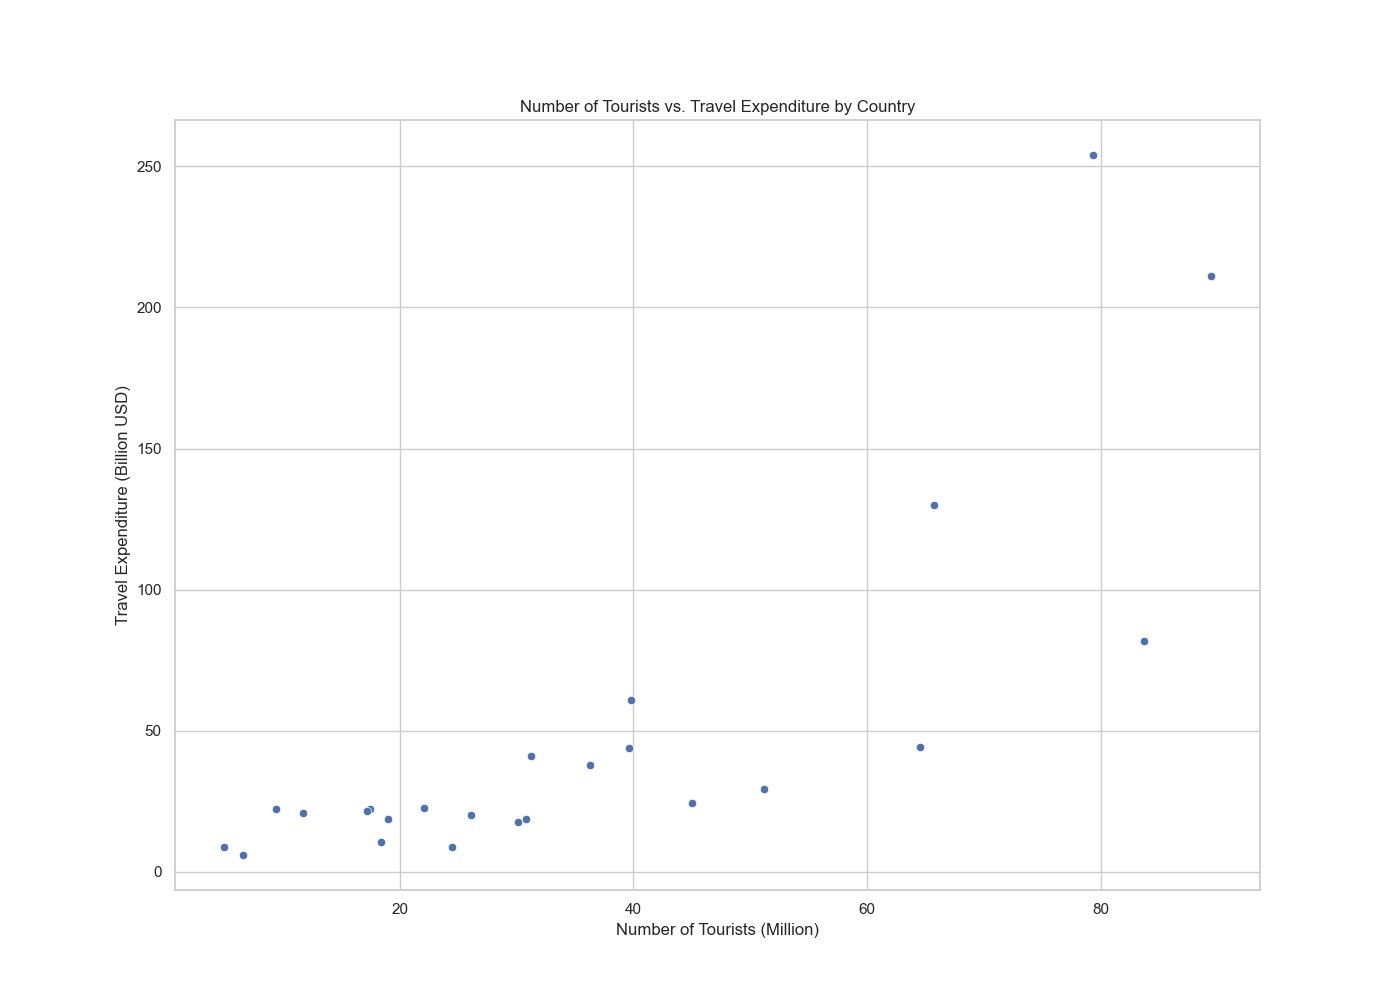 Number of Tourists vs. Travel Expenditure by Country
250
200
150
100
50
0
Travel Expenditure (Billion USD)
20 40 60 80
Number of Tourists (Million)